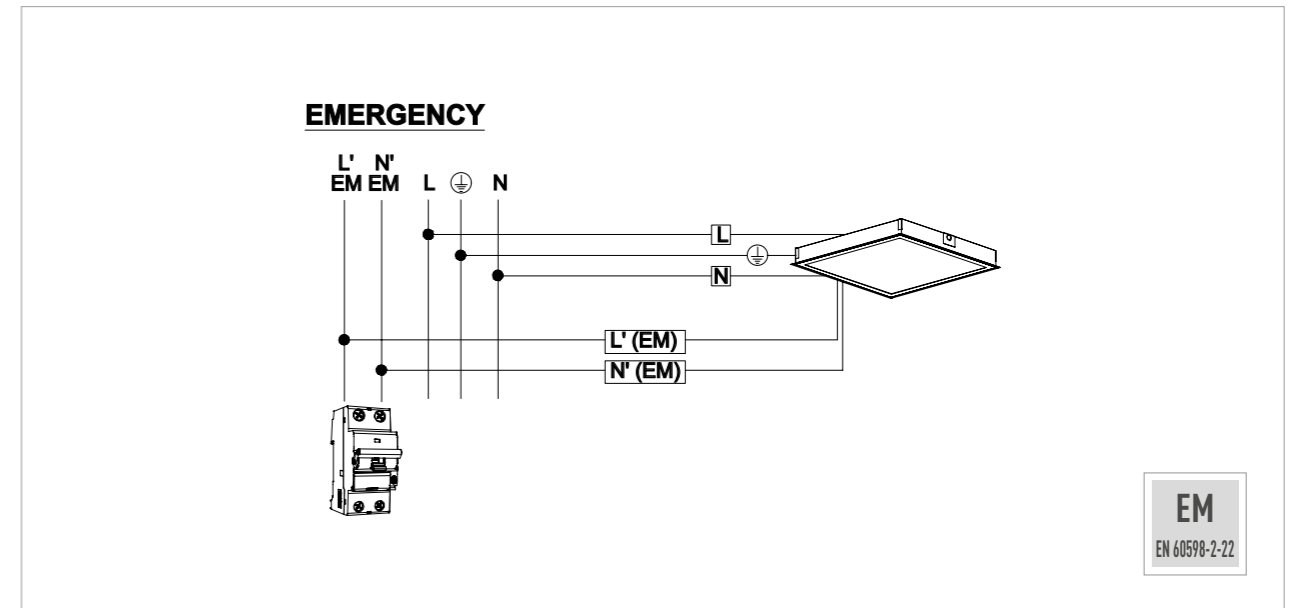 EMERGENCY
L' N'
EM EM L N
L
N
L' (EM)
N' (EM)
EM
EN 60598-2-22